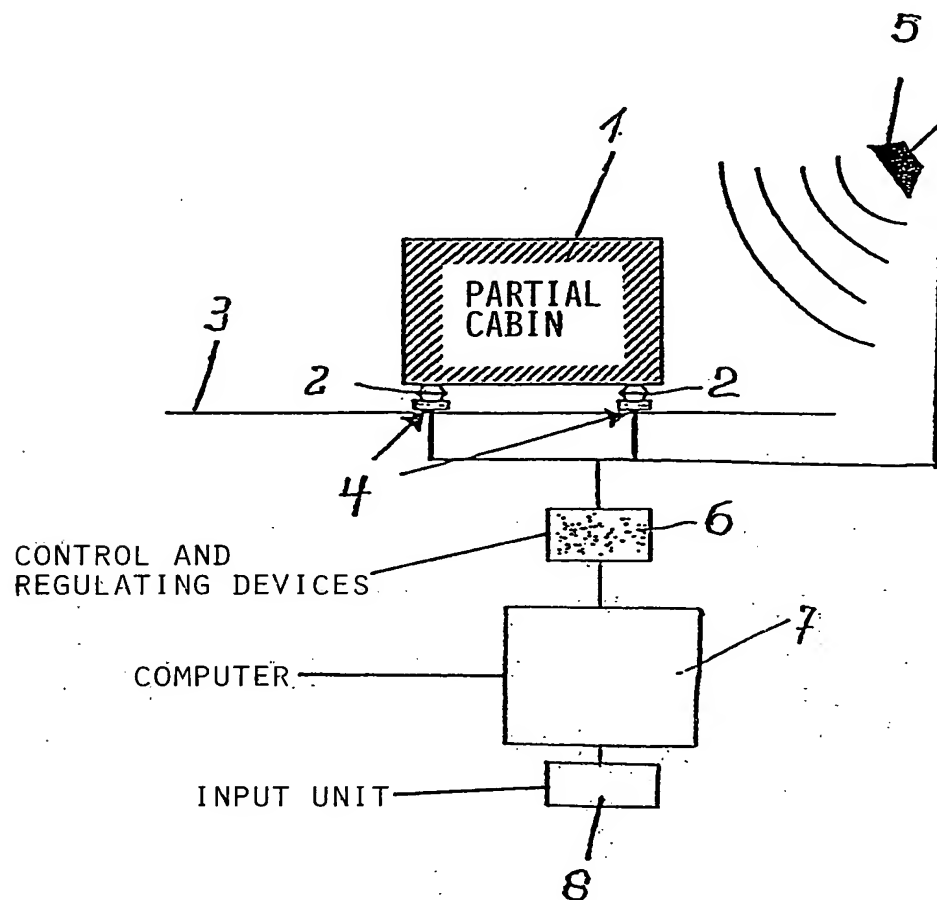 5
1
PARTIAL
CABIN
3
2
2
4
6
CONTROL AND
REGULATING DEVICES
7
COMPUTER
INPUT UNIT
8